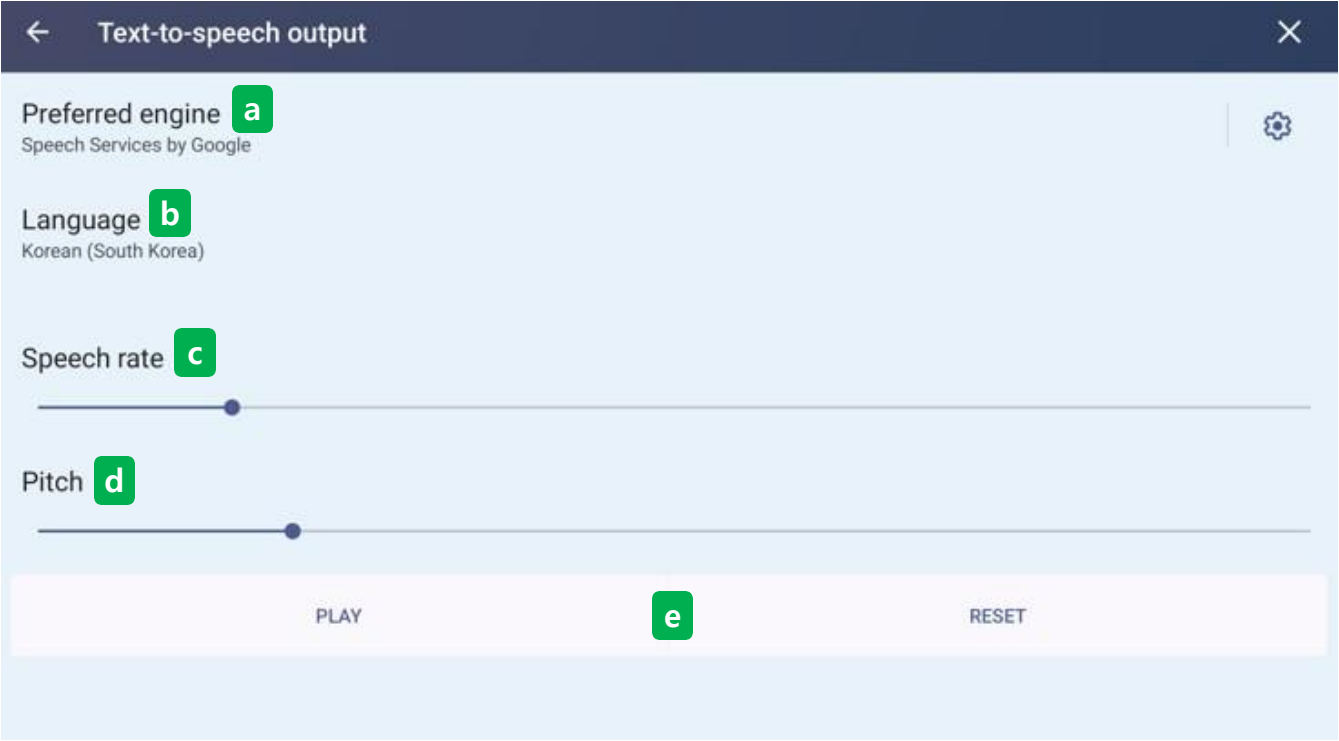 Text-to-speech output
Preferred engine a
Speech Services by Google
Language b
Korean (South Korea)
Speech rate c
Pitch d
PLAY e RESET